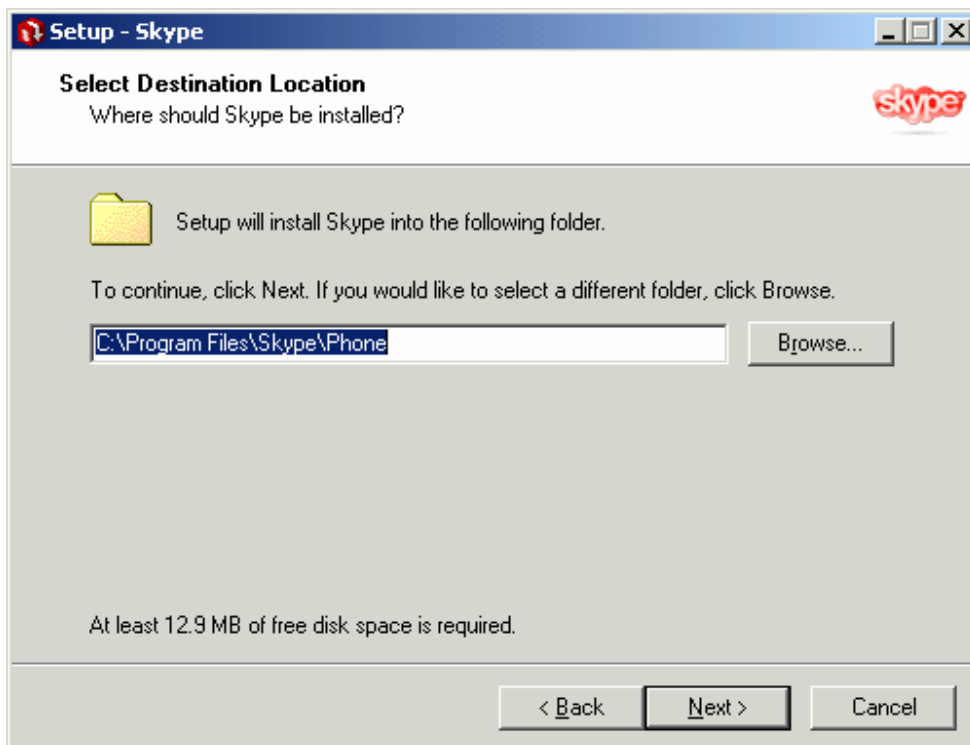 Setup - Skype
Select Destination Location
Where should Skype be installed?
skype
Setup will install Skype into the following folder.
To continue, click Next. If you would like to select a different folder, click Browse.
C:\Program Files\Skype\Phone
Browse...
At least 12.9 MB of free disk space is required.
< Back
Next >
Cancel